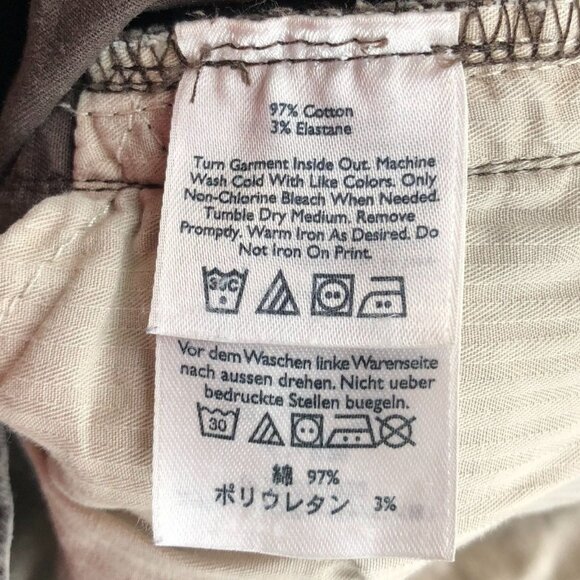 97% Cotton
3% Elastane
Turn Garment Inside Out. Machine
Wash Cold With Like Colors. Only
Non-Chlorine Bleach When Needed.
Tumble Dry Medium. Remove
Promptly. Warm Iron As Desired. Do
Not Iron On Print.
30C
Vor dem Waschen linke Warenseite
nach aussen drehen. Nicht ueber
bedruckte Stellen buegeln.
30
綿 97%
ポリウレタン 3%